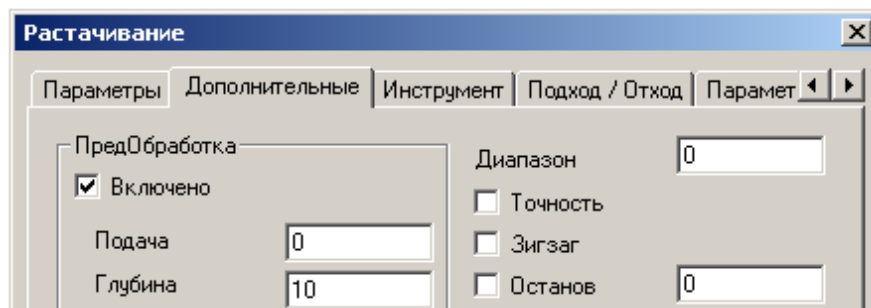 Растачивание
Параметры Дополнительные Инструмент Подход / Отход Парамет
ПредОбработка
Включено
Подача 0
Глубина 10
Диапазон 0
Точность
Зигзаг
Останов 0